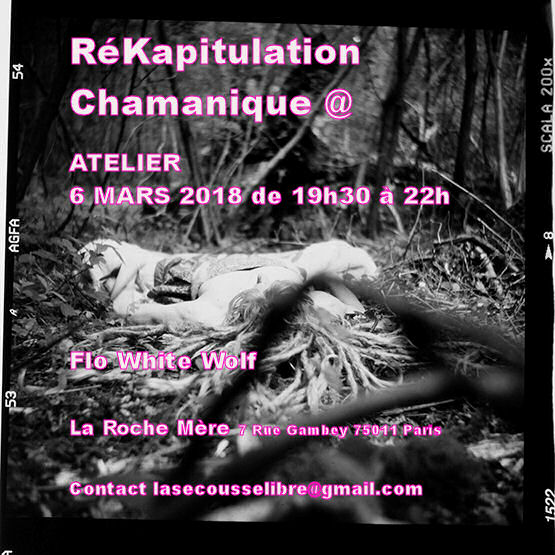 RéKapitulation
Chamanique @
ATELIER
6 MARS 2018 de 19h30 à 22h
Flo White Wolf
La Roche Mère 7 Rue Gambey 75011 Paris
Contact lasecousselibre@gmail.com
54
AGFA
A
53
SCALA 200x
8
1522